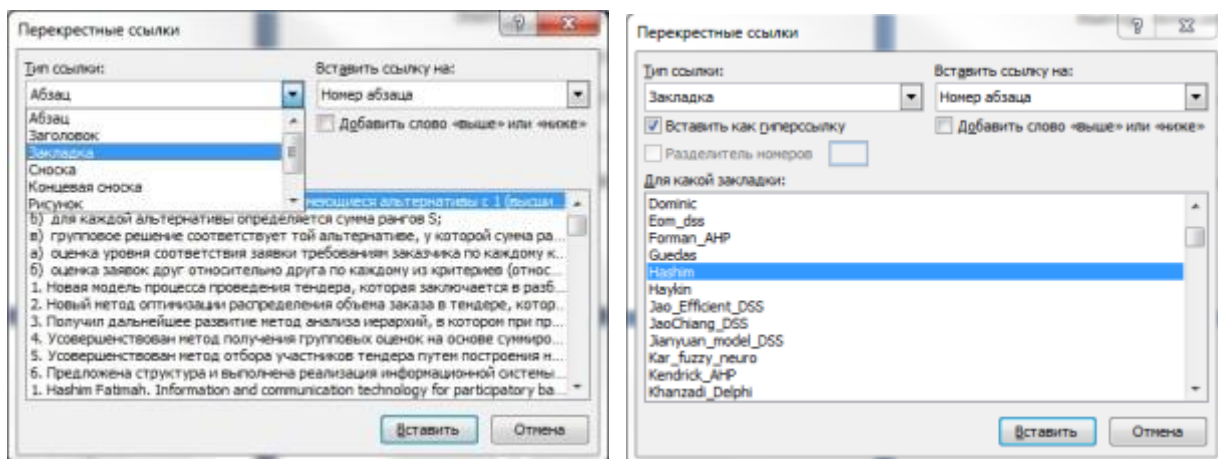 Перекрестные ссылки
Тип ссылки:
Вставить ссылку на:
Абзац
Номер абзаца
Абзац
Заголовок
Закладка
Сноска
Концевая сноска
Рисунок
Добавить слово «выше» или «ниже»
меющиеся альтернативы с 1 (высши
б) для каждой альтернативы определяется сумма рангов S;
в) групповое решение соответствует той альтернативе, у которой сумма ра...
а) оценка уровня соответствия заявки требованиям заказчика по каждому к...
б) оценка заявок друг относительно друга по каждому из критериев (относ...
1. Новая модель процесса проведения тендера, которая заключается в разб...
2. Новый метод оптимизации распределения объема заказа в тендере, котор...
3. Получил дальнейшее развитие метод анализа иерархий, в котором при пр...
4. Усовершенствован метод получения групповых оценок на основе суммиро...
5. Усовершенствован метод отбора участников тендера путем построения н...
6. Предложена структура и выполнена реализация информационной системы...
1. Hashim Fatimah. Information and communication technology for participatory ba...
Вставить
Отмена
Перекрестные ссылки
Тип ссылки:
Вставить ссылку на:
Закладка
Номер абзаца
Вставить как гиперссылку
Добавить слово «выше» или «ниже»
Разделитель номеров
Для какой закладки:
Dominic
Eom_dss
Forman_AHP
Guedas
Hashim
Haykin
Jao_Efficient_DSS
JaoChiang_DSS
Jianyuan_model_DSS
Kar_fuzzy_neuro
Kendrick_AHP
Khanzadi_Delphi
Вставить
Отмена